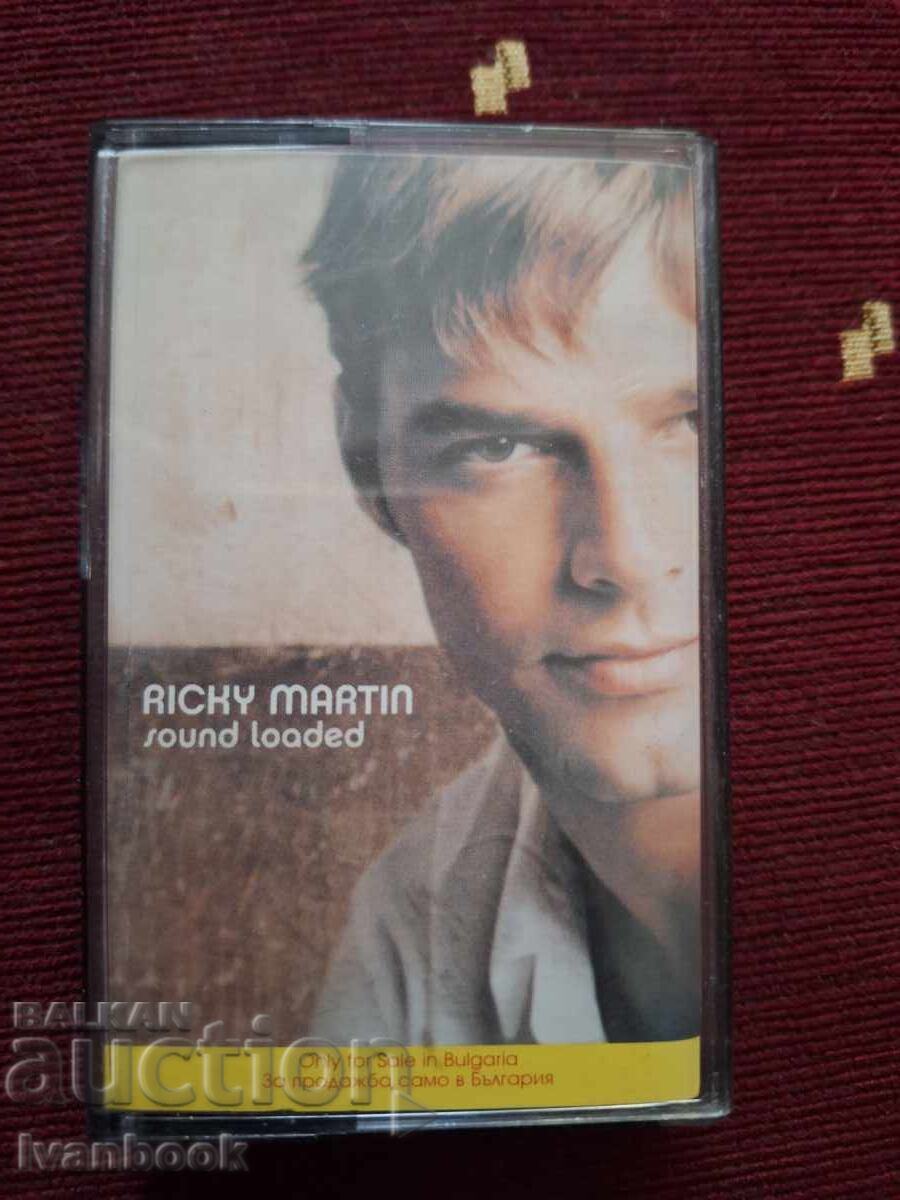 RICKY MARTIN
sound loaded
BALKAN
auction
Only for Sale in Bulgaria
За продажба само в България
Ivanbook